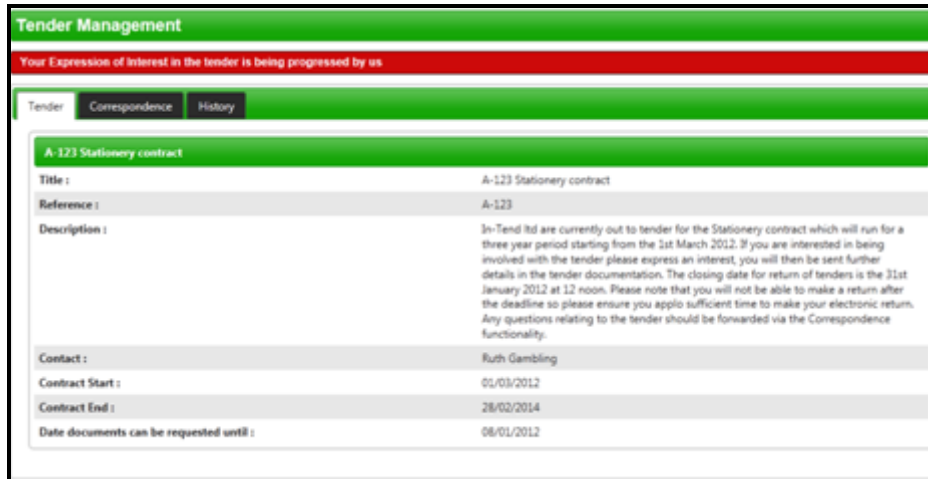 Tender Management
Your Expression of Interest in the tender is being progressed by us
Tender Correspondence History
A-123 Stationery contract
Title : A-123 Stationery contract
Reference : A-123
Description : In-Tend ltd are currently out to tender for the Stationery contract which will run for a
three year period starting from the 1st March 2012. If you are interested in being
involved with the tender please express an interest, you will then be sent further
details in the tender documentation. The closing date for return of tenders is the 31st
January 2012 at 12 noon. Please note that you will not be able to make a return after
the deadline so please ensure you applo sufficient time to make your electronic return.
Any questions relating to the tender should be forwarded via the Correspondence
functionality.
Contact : Ruth Gambling
Contract Start : 01/03/2012
Contract End : 28/02/2014
Date documents can be requested until : 08/01/2012